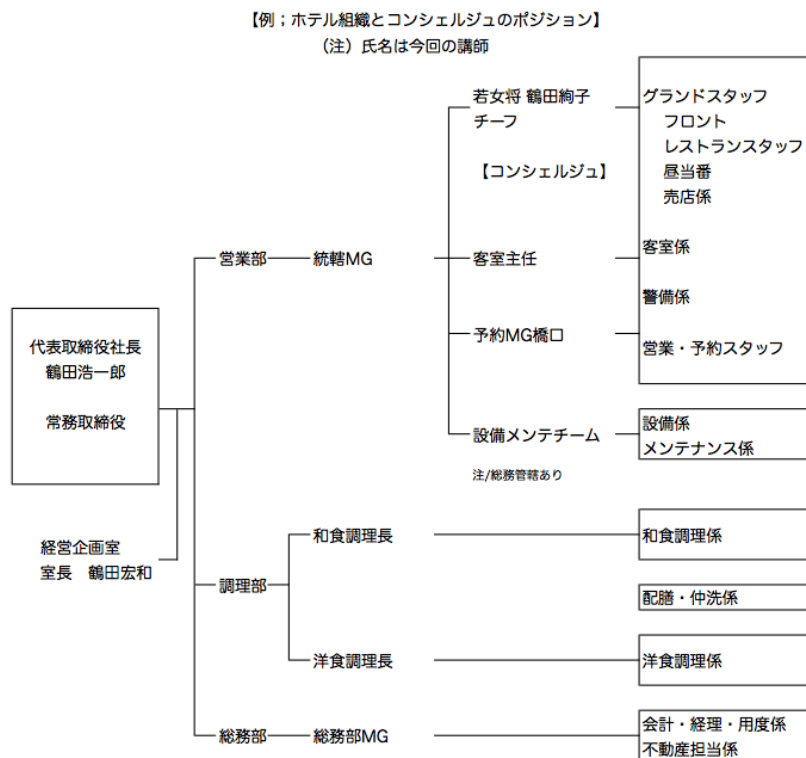 【例；ホテル組織とコンシェルジュのポジション】
（注）氏名は今回の講師
若女将 鶴田絢子
チーフ
【コンシェルジュ】
グランドスタッフ
フロント
レストランスタッフ
昼当番
売店係
営業部
統轄MG
客室主任
客室係
警備係
予約MG橋口
営業・予約スタッフ
代表取締役社長
鶴田浩一郎
常務取締役
設備メンテチーム
注/総務管轄あり
設備係
メンテナンス係
経営企画室
室長　鶴田宏和
調理部
和食調理長
和食調理係
配膳・仲洗係
洋食調理長
洋食調理係
総務部
総務部MG
会計・経理・用度係
不動産担当係